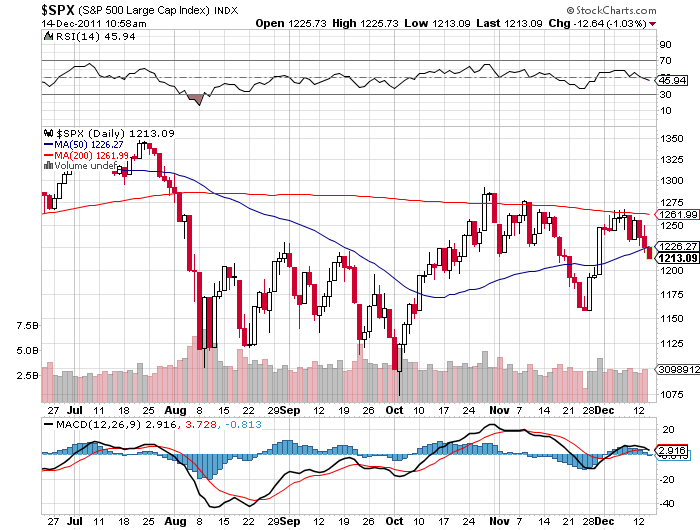 $SPX (S&P 500 Large Cap Index) INDX © StockCharts.com
14-Dec-2011 10:58am Open 1225.73 High 1225.73 Low 1213.09 Last 1213.09 Chg -12.64 (-1.03%)
RSI(14) 45.94
90
70
45.94
30
10
$SPX (Daily) 1213.09
MA(50) 1226.27
MA(200) 1261.99
Volume undef
1350
1325
1300
1275
1261.99
1250
1226.27
1213.09
1200
1175
1150
7.5B
1125
5.0B
2.5B
3098912
1075
27 Jul 11 18 25 Aug 8 15 22 Sep 12 19 26 Oct 10 17 24 Nov 7 14 21 28 Dec 12
MACD(12,26,9) 2.916, 3.728, -0.813
20
2.916
-20
-40
27 Jul 11 18 25 Aug 8 15 22 Sep 12 19 26 Oct 10 17 24 Nov 7 14 21 28 Dec 12